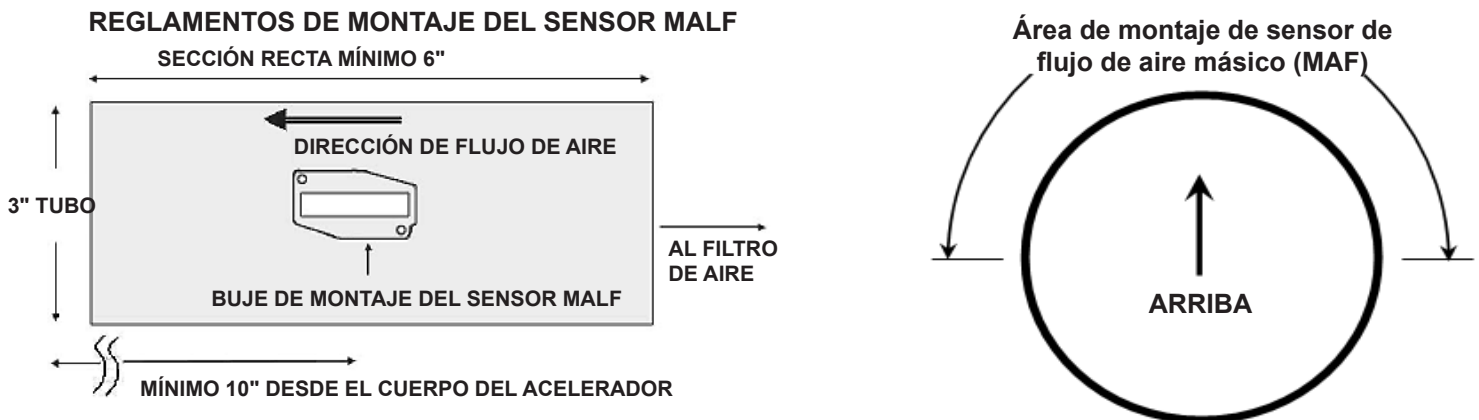 REGLAMENTOS DE MONTAJE DEL SENSOR MALF
SECCIÓN RECTA MÍNIMO 6"
DIRECCIÓN DE FLUJO DE AIRE
3" TUBO
AL FILTRO
DE AIRE
BUJE DE MONTAJE DEL SENSOR MALF
MÍNIMO 10" DESDE EL CUERPO DEL ACELERADOR
Área de montaje de sensor de
flujo de aire másico (MAF)
ARRIBA